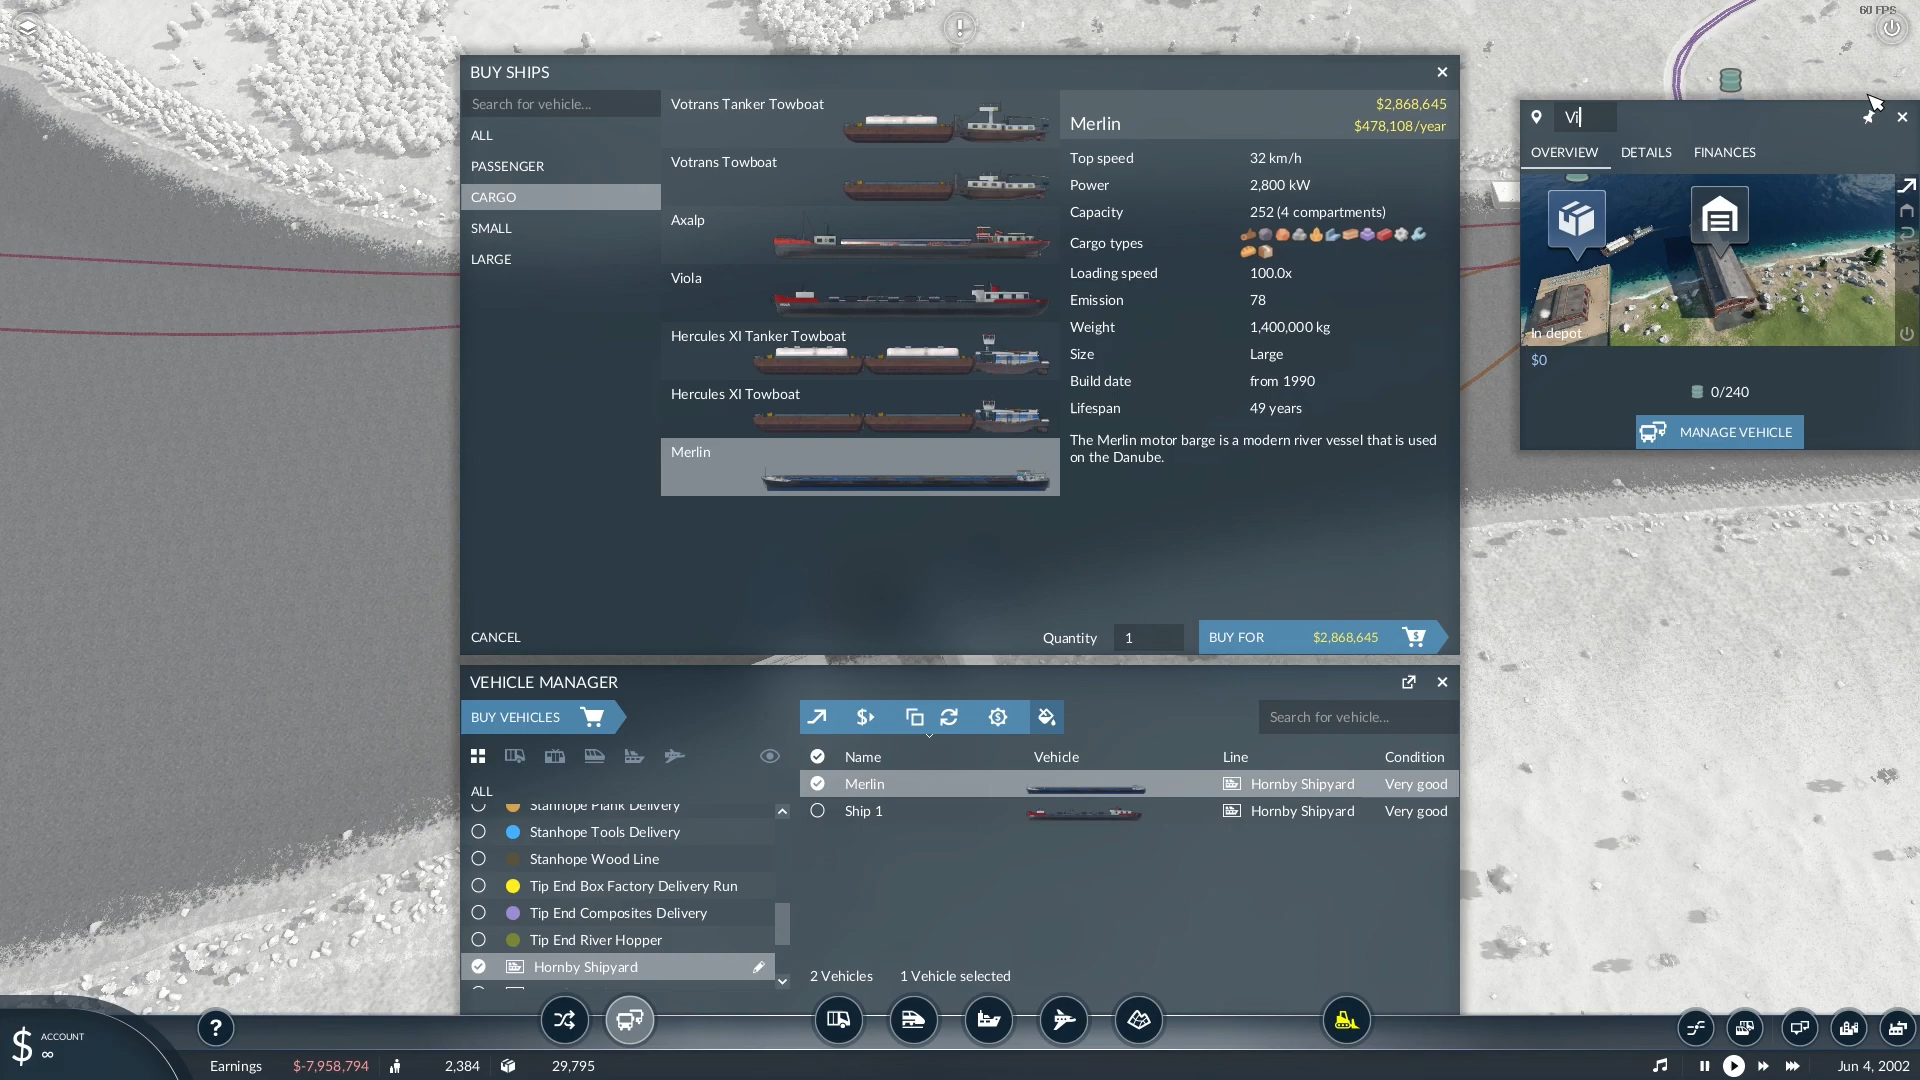 60 FPS
BUY SHIPS
Search for vehicle...
ALL
PASSENGER
CARGO
SMALL
LARGE
Votrans Tanker Towboat
Votrans Towboat
Axalp
Viola
Hercules XI Tanker Towboat
Hercules XI Towboat
Merlin
$2,868,645
Merlin
$478,108/year
Top speed 32 km/h
Power 2,800 kW
Capacity 252 (4 compartments)
Cargo types
Loading speed 100.0x
Emission 78
Weight 1,400,000 kg
Size Large
Build date from 1990
Lifespan 49 years
The Merlin motor barge is a modern river vessel that is used
on the Danube.
CANCEL
Quantity 1
BUY FOR $2,868,645
Vi
OVERVIEW DETAILS FINANCES
In depot
$0
0/240
MANAGE VEHICLE
VEHICLE MANAGER
BUY VEHICLES
Search for vehicle...
ALL
Stanhope Plank Delivery
Stanhope Tools Delivery
Stanhope Wood Line
Tip End Box Factory Delivery Run
Tip End Composites Delivery
Tip End River Hopper
Hornby Shipyard
Name Vehicle Line Condition
Merlin Hornby Shipyard Very good
Ship 1 Hornby Shipyard Very good
2 Vehicles 1 Vehicle selected
$ ACCOUNT
∞
?
Earnings $-7,958,794 2,384 29,795
Jun 4, 2002